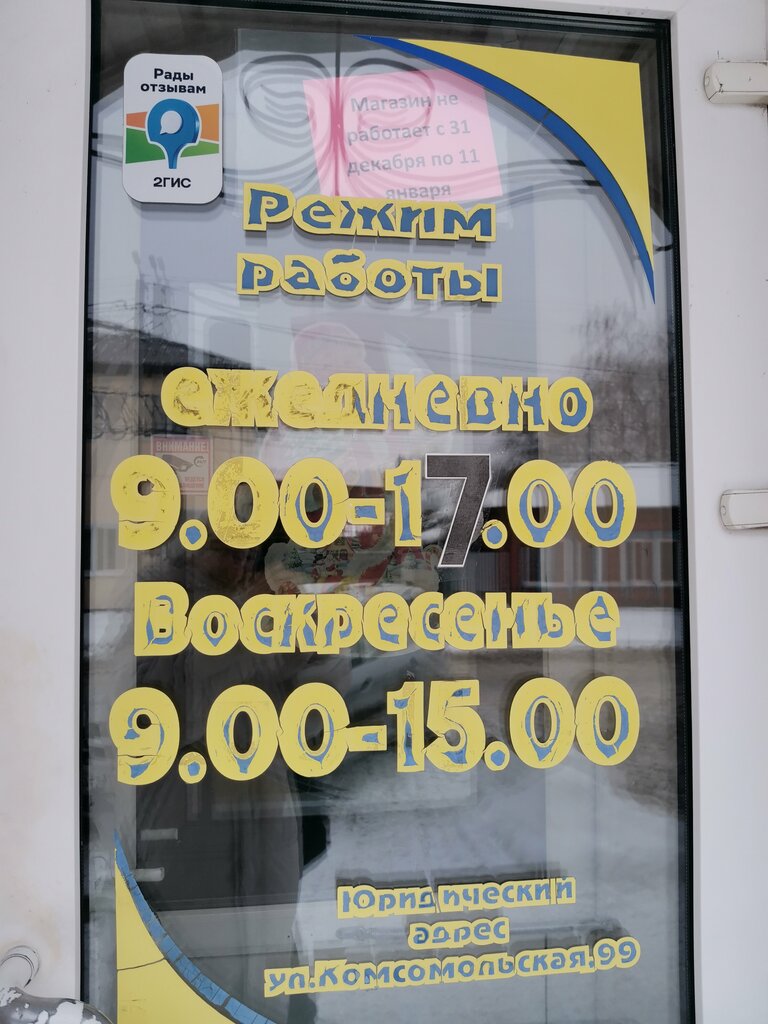 Рады
отзывам
2ГИС
Магазин не
работает с 31
декабря по 11
января
Режим
работы
ежедневно
9.00-17.00
ВНИМАНИЕ!
Воскресенье
9.00-15.00
Юридический
адрес
ул.Комсомольская,99